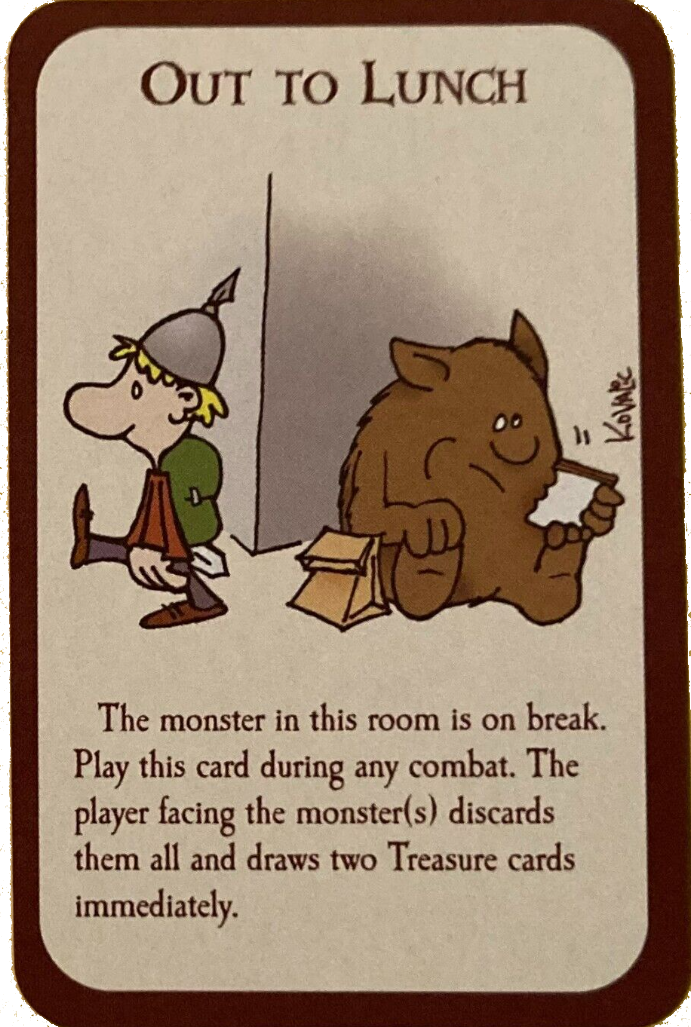 OUT TO LUNCH
KOVALIC
The monster in this room is on break.
Play this card during any combat. The
player facing the monster(s) discards
them all and draws two Treasure cards
immediately.